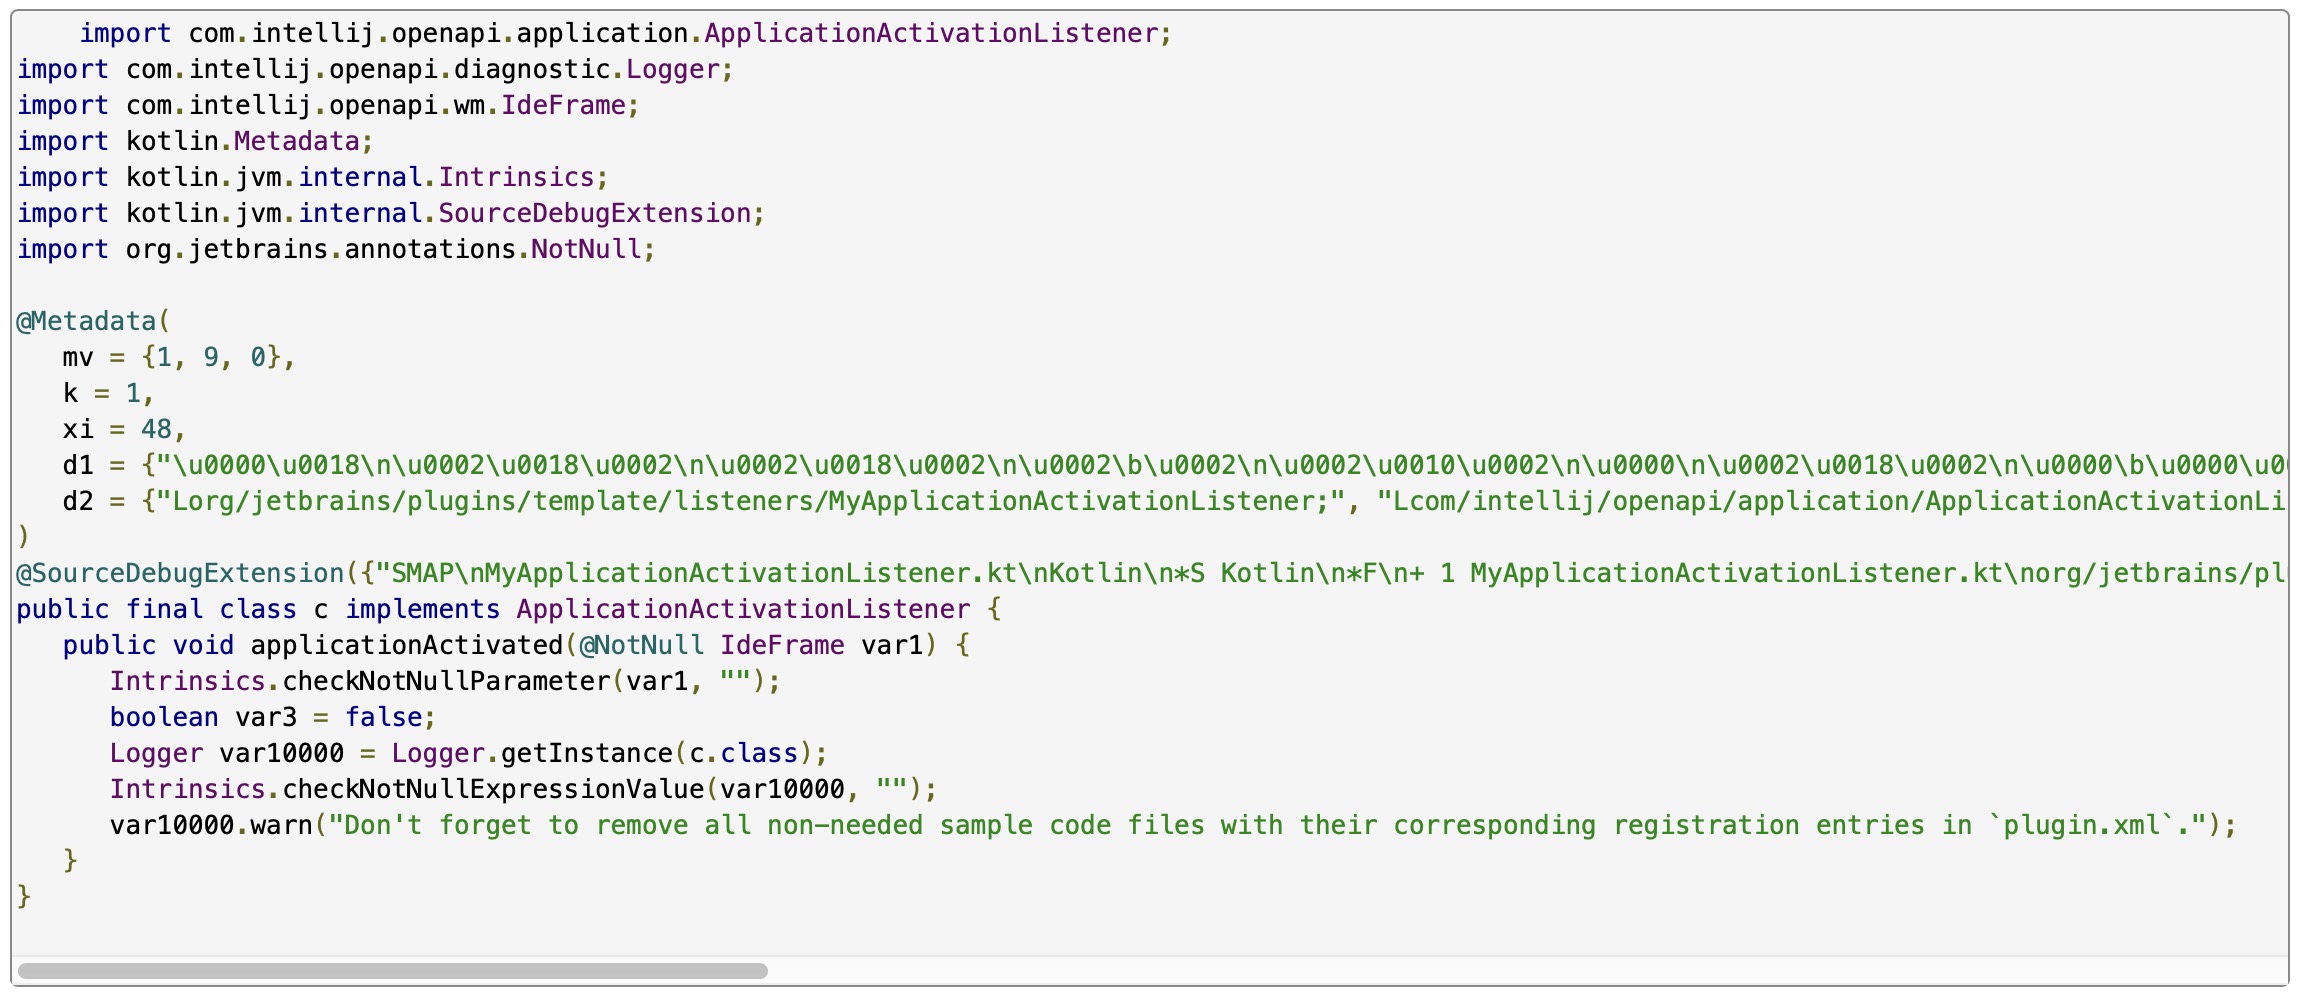 import com.intellij.openapi.application.ApplicationActivationListener;
import com.intellij.openapi.diagnostic.Logger;
import com.intellij.openapi.wm.IdeFrame;
import kotlin.Metadata;
import kotlin.jvm.internal.Intrinsics;
import kotlin.jvm.internal.SourceDebugExtension;
import org.jetbrains.annotations.NotNull;

@Metadata(
   mv = {1, 9, 0},
   k = 1,
   xi = 48,
   d1 = {"\u0000\u0018\n\u0002\u0018\u0002\n\u0002\u0018\u0002\n\u0002\b\u0002\n\u0002\u0010\u0002\n\u0000\n\u0002\u0018\u0002\n\u0000\b\u0000\u00
   d2 = {"Lorg/jetbrains/plugins/template/listeners/MyApplicationActivationListener;", "Lcom/intellij/openapi/application/ApplicationActivationLi
)
@SourceDebugExtension({"SMAP\nMyApplicationActivationListener.kt\nKotlin\n*S Kotlin\n*F\n+ 1 MyApplicationActivationListener.kt\norg/jetbrains/pl
public final class c implements ApplicationActivationListener {
   public void applicationActivated(@NotNull IdeFrame var1) {
      Intrinsics.checkNotNullParameter(var1, "");
      boolean var3 = false;
      Logger var10000 = Logger.getInstance(c.class);
      Intrinsics.checkNotNullExpressionValue(var10000, "");
      var10000.warn("Don't forget to remove all non-needed sample code files with their corresponding registration entries in `plugin.xml`.");
   }
}